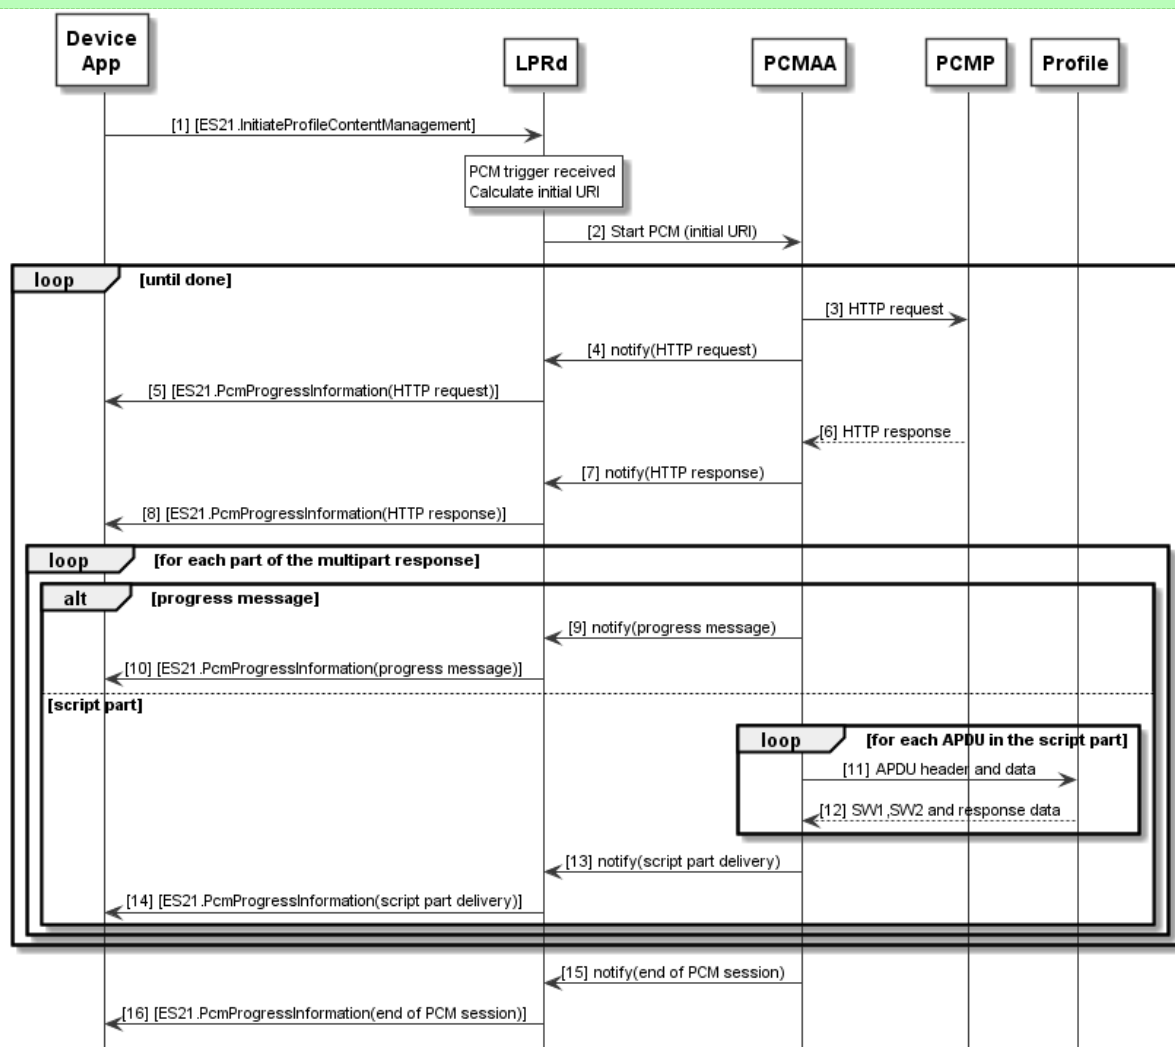 Device
App
LPRd
PCMAA
PCMP
Profile
[1] [ES21.InitiateProfileContentManagement]
PCM trigger received
Calculate initial URI
[2] Start PCM (initial URI)
loop
[until done]
[3] HTTP request
[4] notify(HTTP request)
[5] [ES21.PcmProgressInformation(HTTP request)]
[6] HTTP response
[7] notify(HTTP response)
[8] [ES21.PcmProgressInformation(HTTP response)]
loop
[for each part of the multipart response]
alt
[progress message]
[9] notify(progress message)
[10] [ES21.PcmProgressInformation(progress message)]
[script part]
loop
[for each APDU in the script part]
[11] APDU header and data
[12] SW1,SW2 and response data
[13] notify(script part delivery)
[14] [ES21.PcmProgressInformation(script part delivery)]
[15] notify(end of PCM session)
[16] [ES21.PcmProgressInformation(end of PCM session)]